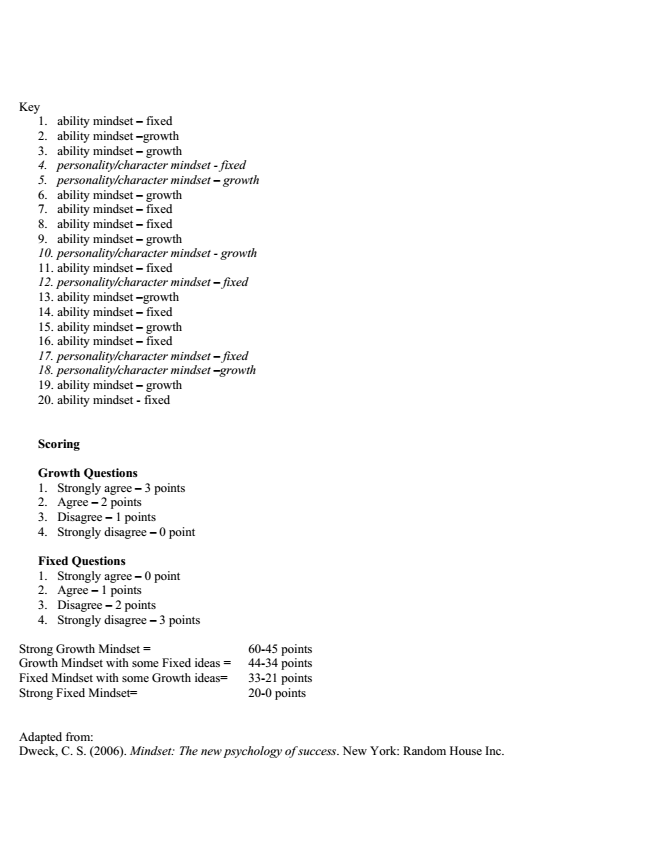 Key
1. ability mindset – fixed
2. ability mindset –growth
3. ability mindset – growth
4. personality/character mindset - fixed
5. personality/character mindset – growth
6. ability mindset – growth
7. ability mindset – fixed
8. ability mindset – fixed
9. ability mindset – growth
10. personality/character mindset - growth
11. ability mindset – fixed
12. personality/character mindset – fixed
13. ability mindset –growth
14. ability mindset – fixed
15. ability mindset – growth
16. ability mindset – fixed
17. personality/character mindset – fixed
18. personality/character mindset –growth
19. ability mindset – growth
20. ability mindset - fixed
Scoring
Growth Questions
1. Strongly agree – 3 points
2. Agree – 2 points
3. Disagree – 1 points
4. Strongly disagree – 0 point
Fixed Questions
1. Strongly agree – 0 point
2. Agree – 1 points
3. Disagree – 2 points
4. Strongly disagree – 3 points
Strong Growth Mindset = 60-45 points
Growth Mindset with some Fixed ideas = 44-34 points
Fixed Mindset with some Growth ideas= 33-21 points
Strong Fixed Mindset= 20-0 points
Adapted from:
Dweck, C. S. (2006). Mindset: The new psychology of success. New York: Random House Inc.